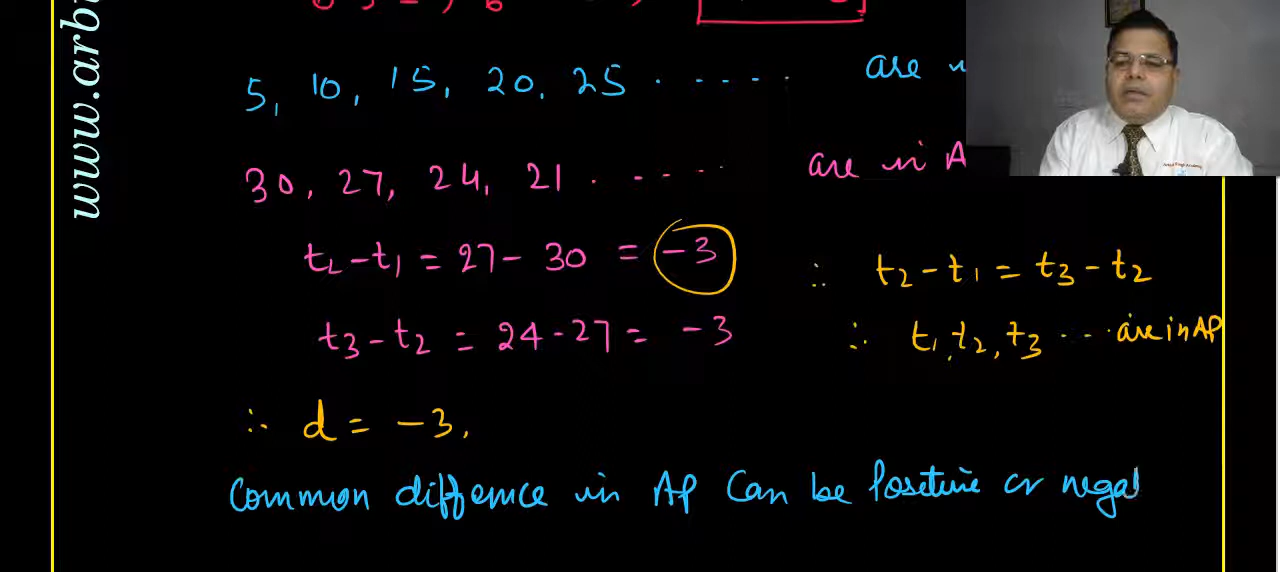 5, 10, 15, 20, 25 . . . . . are
30, 27, 24, 21 . . . . . are in A
t2 - t1 = 27 - 30 = -3 ∴ t2 - t1 = t3 - t2
t3 - t2 = 24 - 27 = -3 ∴ t1, t2, t3 ... are in AP
∴ d = -3.
Common diffence in AP Can be Posetive or negat
www.arb